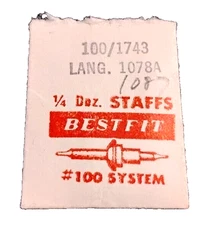 100/1743
LANG. 1078A
1087
1/4 Doz. STAFFS
BESTFIT
#100 SYSTEM